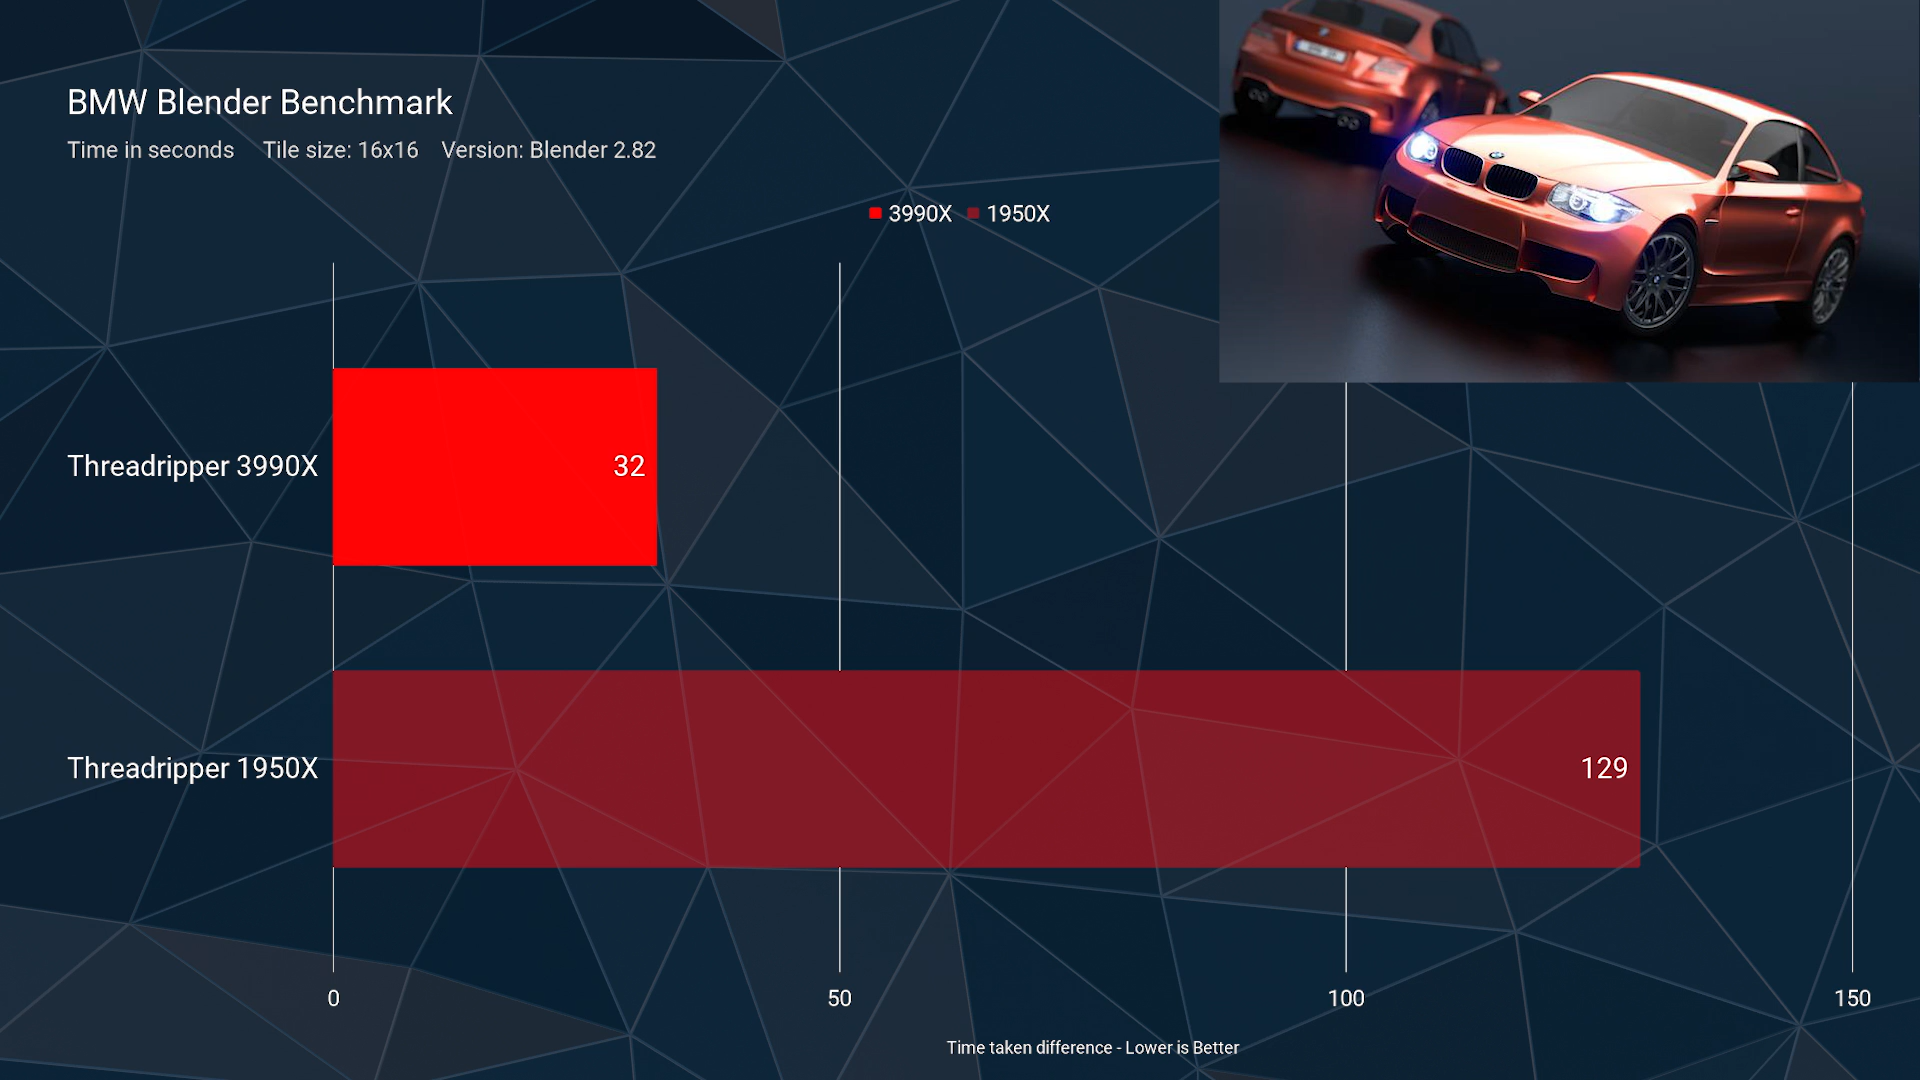 BMW Blender Benchmark
Time in seconds Tile size: 16x16 Version: Blender 2.82
3990X 1950X
Threadripper 3990X 32
Threadripper 1950X 129
0 50 100 150
Time taken difference - Lower is Better